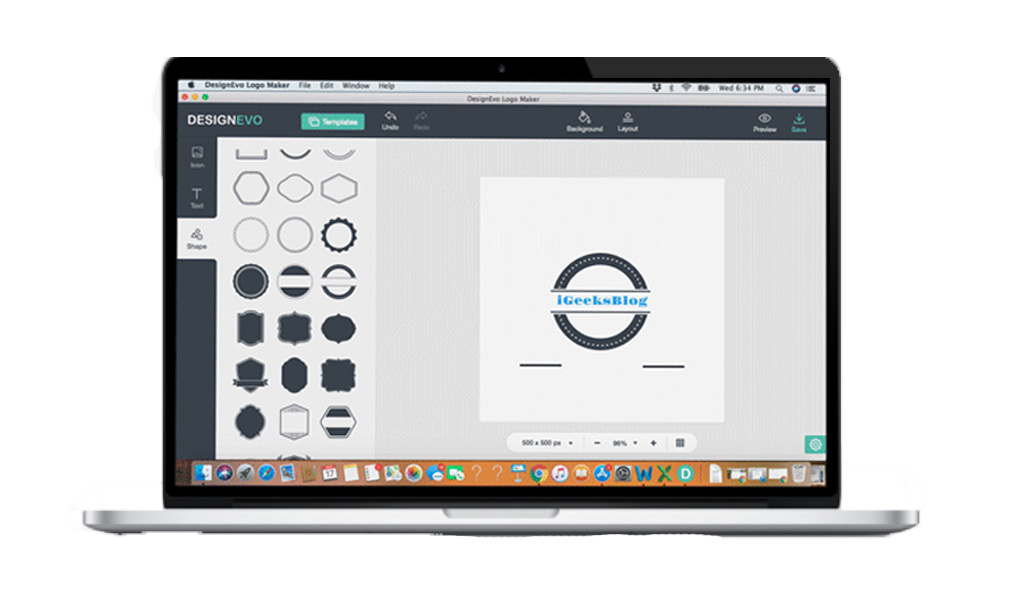 DesignEvo Logo Maker File Edit Window Help Wed 6:34 PM
DesignEvo Logo Maker
DESIGNEVO Templates Undo Redo Background Layout Preview Save
Icon
Text
Shape
iGeeksBlog
500 x 500 px 96%
17